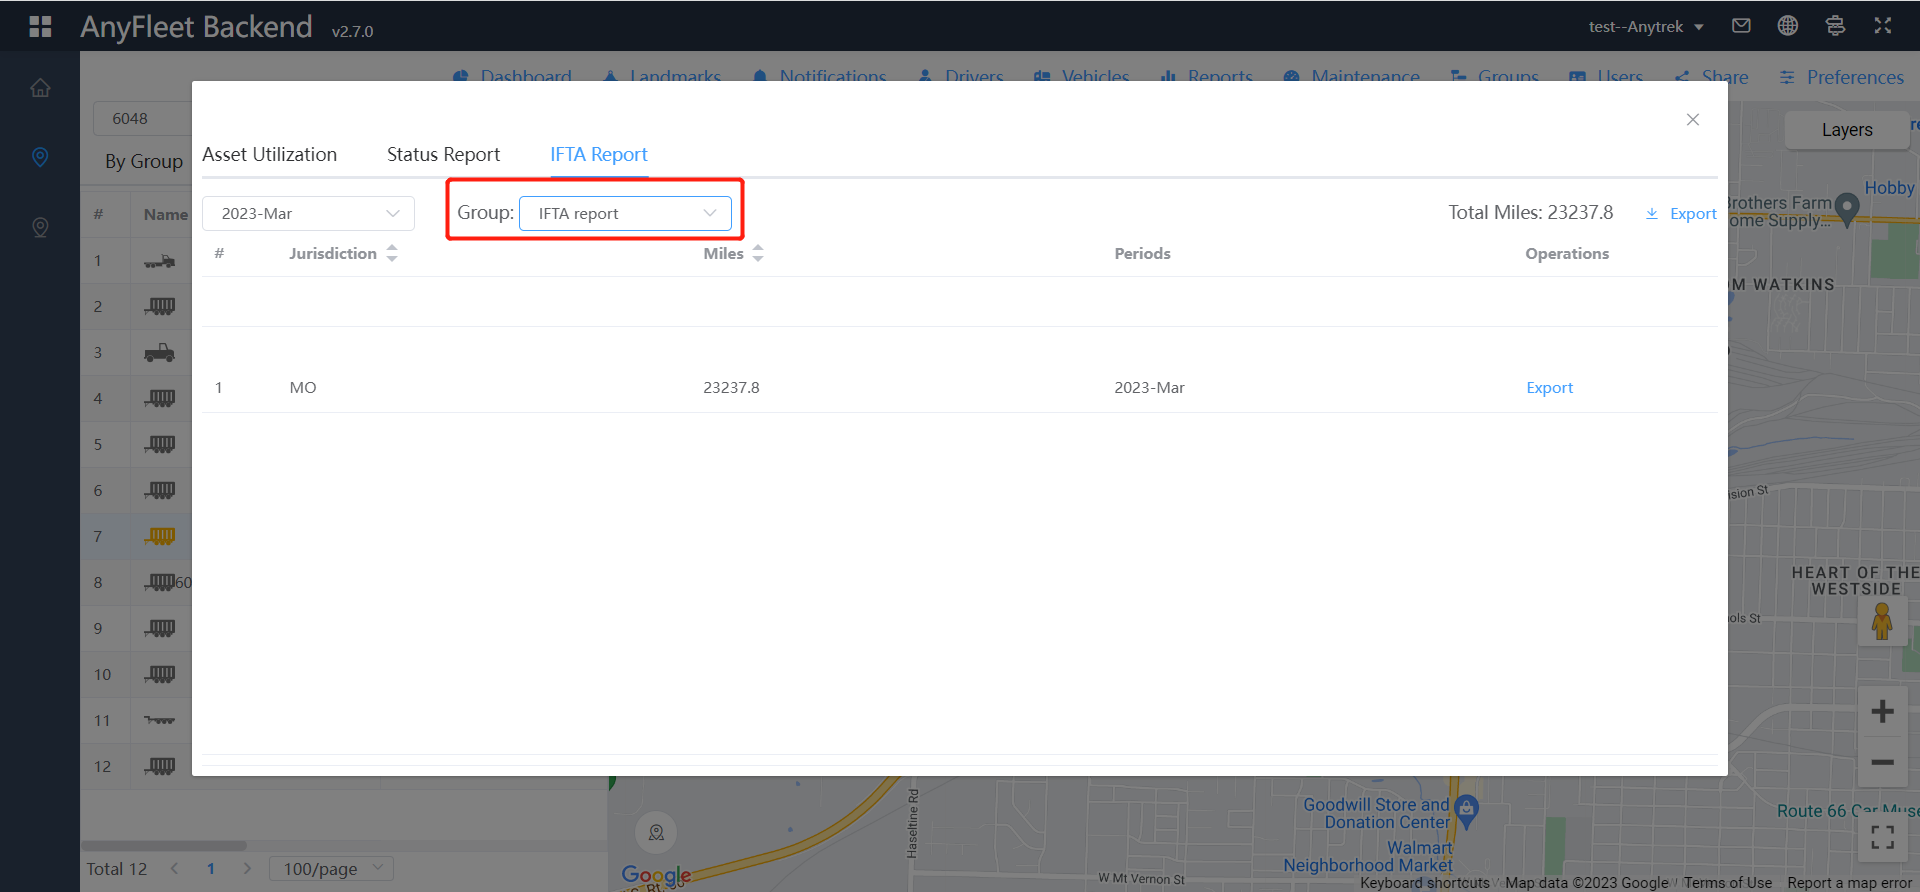 AnyFleet Backend v2.7.0
test--Anytrek
Dashboard Landmarks Notifications Drivers Vehicles Reports Maintenance Groups Users Share Preferences
6048
By Group
Layers
Asset Utilization Status Report IFTA Report
2023-Mar
Group: IFTA report
Total Miles: 23237.8 Export
# Jurisdiction Miles Periods Operations
1 MO 23237.8 2023-Mar Export
# Name
1
2
3
4
5
6
7
8 60
9
10
11
12
Total 12 1 100/page
Hobby
Brothers Farm
ome Supply...
OM WATKINS
ision St
HEART OF THE
WESTSIDE
ols St
Route 66 Car Muse
Goodwill Store and
Donation Center
Walmart
Neighborhood Market
Haseltine Rd
W Mt Vernon St
Google
Keyboard shortcuts Map data ©2023 Google Terms of Use Report a map error